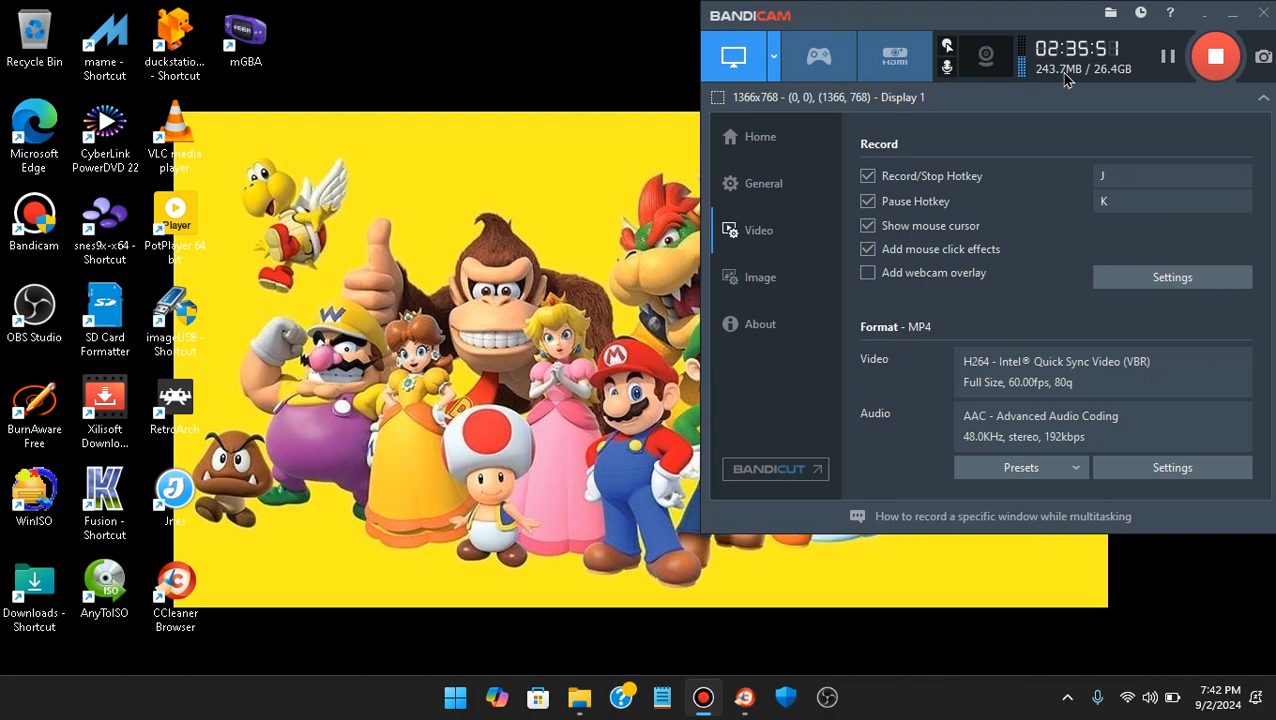 Recycle Bin
mame -
Shortcut
duckstatio...
- Shortcut
mGBA
Microsoft
Edge
CyberLink
PowerDVD 22
VLC media
player
Bandicam
snes9x-x64 -
Shortcut
Player
PotPlayer 64
bit
OBS Studio
SD Card
Formatter
imageUSB -
Shortcut
BurnAware
Free
Xilisoft
Downlo...
RetroArch
WinISO
Fusion -
Shortcut
Jnes
Downloads -
Shortcut
AnyToISO
CCleaner
Browser
BANDICAM
HDMI
02:35:51
243.7MB / 26.4GB
1366x768 - (0, 0), (1366, 768) - Display 1
Home
General
Video
Image
About
BANDICUT
Record
Record/Stop Hotkey
J
Pause Hotkey
K
Show mouse cursor
Add mouse click effects
Add webcam overlay
Settings
Format - MP4
Video
H264 - Intel® Quick Sync Video (VBR)
Full Size, 60.00fps, 80q
Audio
AAC - Advanced Audio Coding
48.0KHz, stereo, 192kbps
Presets
Settings
How to record a specific window while multitasking
7:42 PM
9/2/2024